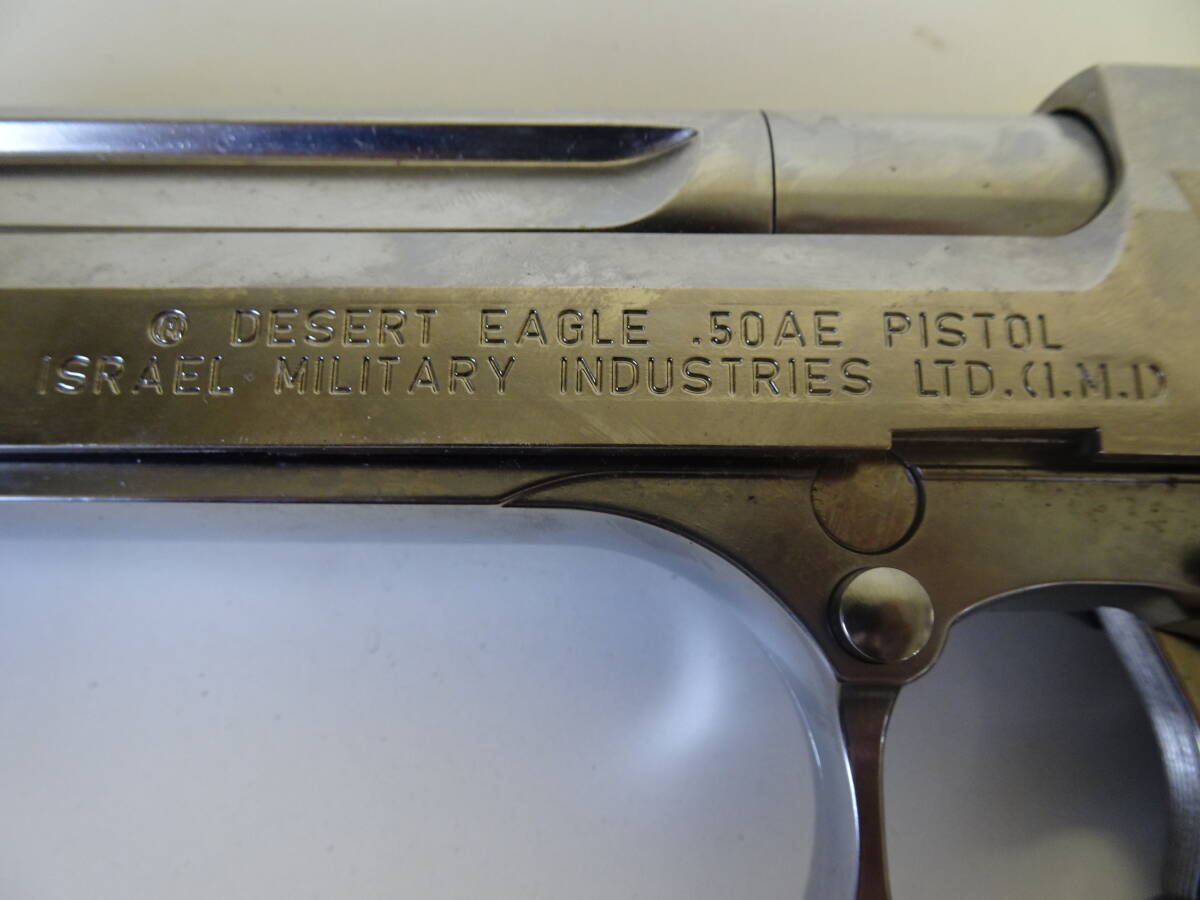 ® DESERT EAGLE .50AE PISTOL
ISRAEL MILITARY INDUSTRIES LTD.(I.M.I)